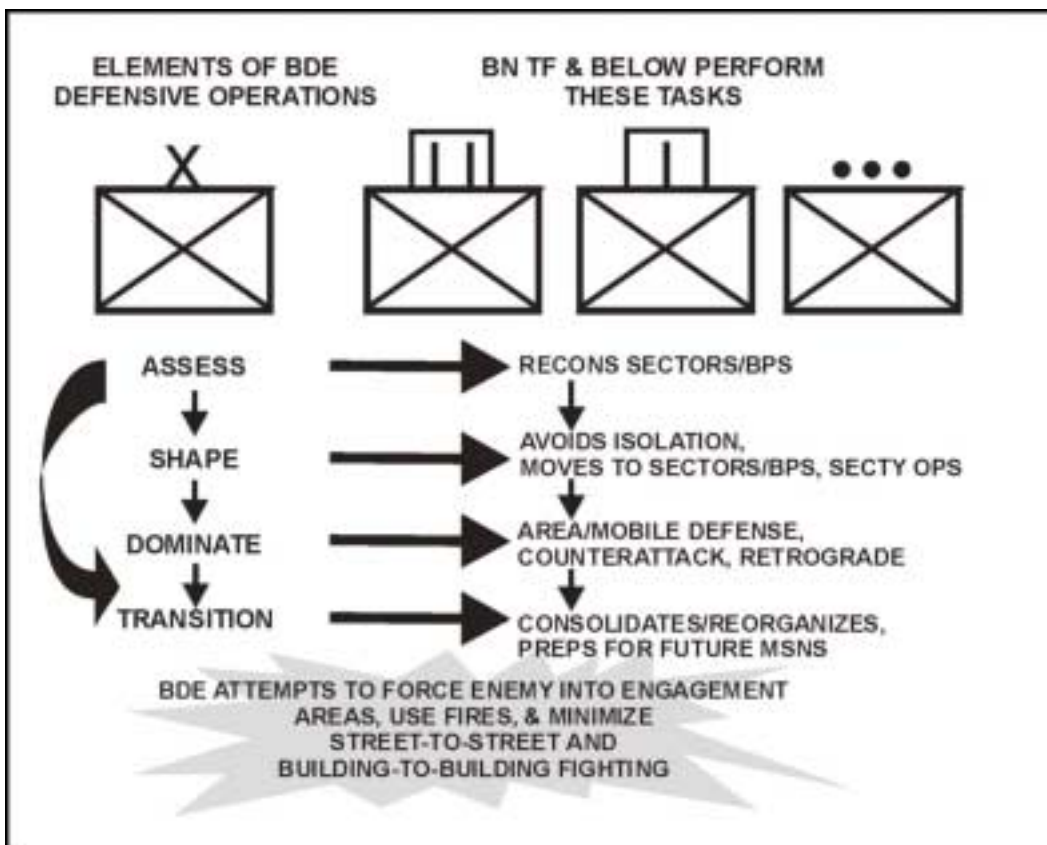 ELEMENTS OF BDE
DEFENSIVE OPERATIONS
BN TF & BELOW PERFORM
THESE TASKS
X
ASSESS
RECONS SECTORS/BPS
SHAPE
AVOIDS ISOLATION,
MOVES TO SECTORS/BPS, SECTY OPS
DOMINATE
AREA/MOBILE DEFENSE,
COUNTERATTACK, RETROGRADE
TRANSITION
CONSOLIDATES/REORGANIZES,
PREPS FOR FUTURE MSNS
BDE ATTEMPTS TO FORCE ENEMY INTO ENGAGEMENT
AREAS, USE FIRES, & MINIMIZE
STREET-TO-STREET AND
BUILDING-TO-BUILDING FIGHTING